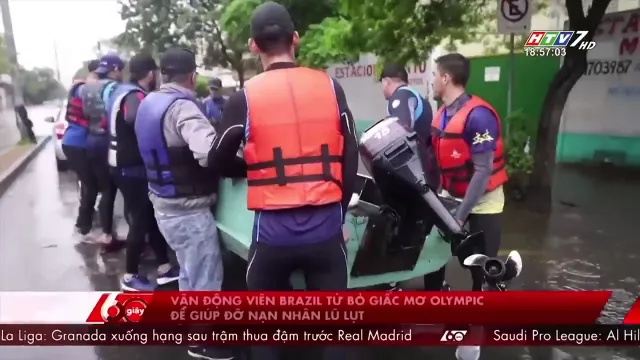 HTV7 HD
18:57:03
E
ESTACIO
703987
60 giây
VẬN ĐỘNG VIÊN BRAZIL TỪ BỎ GIẤC MƠ OLYMPIC
ĐỂ GIÚP ĐỠ NẠN NHÂN LŨ LỤT
La Liga: Granada xuống hạng sau trận thua đậm trước Real Madrid 60 Saudi Pro League: Al Hil